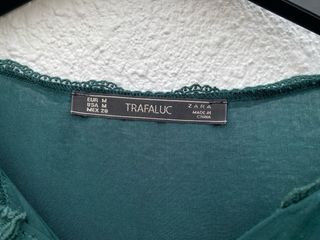 EUR M
USA M
MEX 28
TRAFALUC
ZARA
MADE IN
CHINA